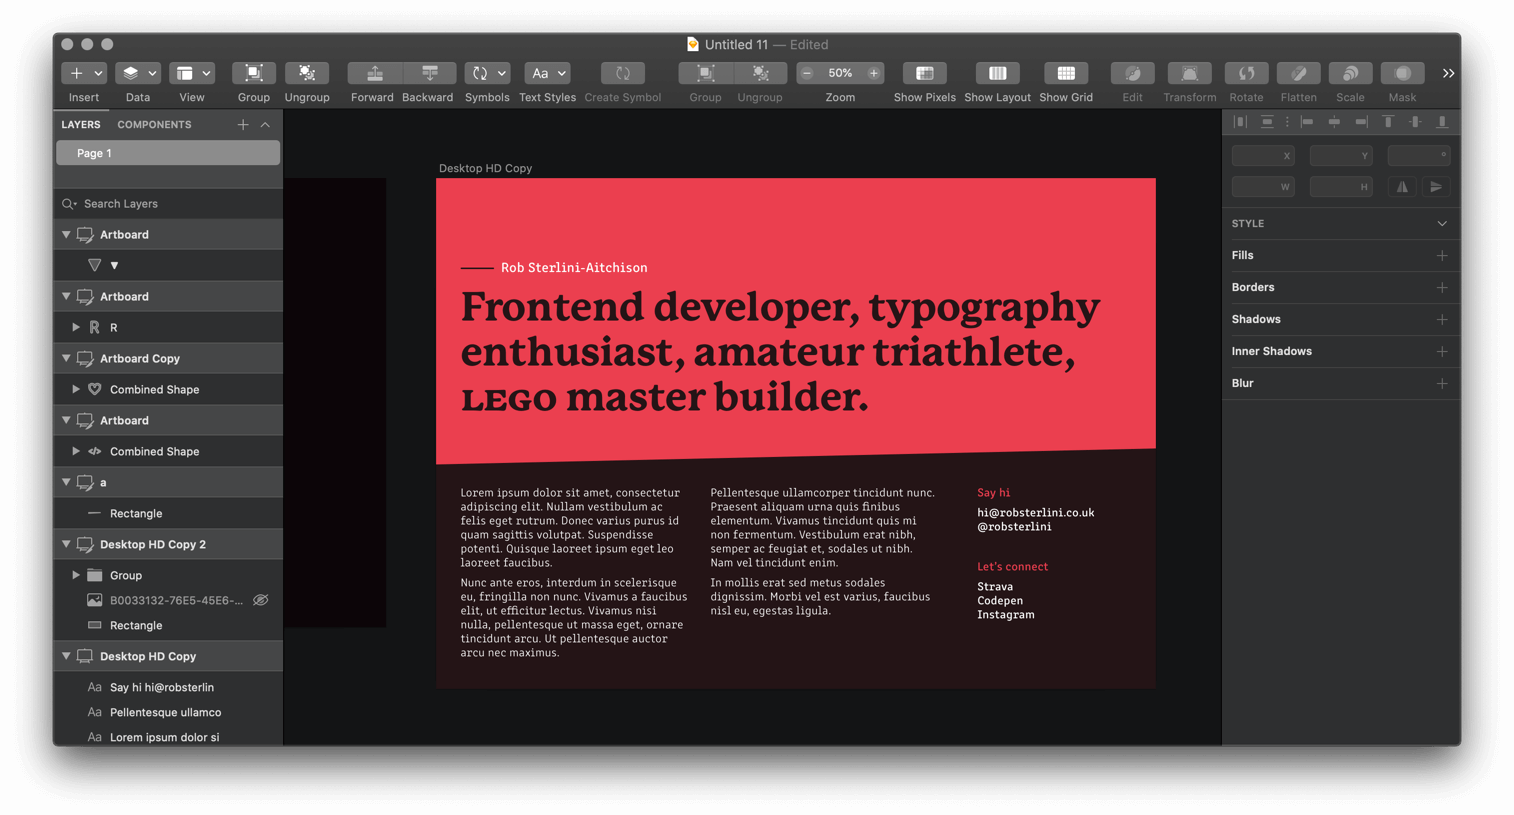 Untitled 11 — Edited
Insert
Data
View
Group
Ungroup
Forward
Backward
Symbols
Aa
Text Styles
Create Symbol
Group
Ungroup
50%
Zoom
Show Pixels
Show Layout
Show Grid
Edit
Transform
Rotate
Flatten
Scale
Mask
LAYERS
COMPONENTS
Page 1
Search Layers
Artboard
▼
Artboard
R
Artboard Copy
Combined Shape
Artboard
Combined Shape
a
Rectangle
Desktop HD Copy 2
Group
B0033132-76E5-45E6-...
Rectangle
Desktop HD Copy
Aa Say hi hi@robsterlin
Aa Pellentesque ullamco
Aa Lorem ipsum dolor si
Desktop HD Copy
Rob Sterlini-Aitchison
Frontend developer, typography
enthusiast, amateur triathlete,
LEGO master builder.
Lorem ipsum dolor sit amet, consectetur
adipiscing elit. Nullam vestibulum ac
felis eget rutrum. Donec varius purus id
quam sagittis volutpat. Suspendisse
potenti. Quisque laoreet ipsum eget leo
laoreet faucibus.
Nunc ante eros, interdum in scelerisque
eu, fringilla non nunc. Vivamus a faucibus
elit, ut efficitur lectus. Vivamus nisi
nulla, pellentesque ut massa eget, ornare
tincidunt arcu. Ut pellentesque auctor
arcu nec maximus.
Pellentesque ullamcorper tincidunt nunc.
Praesent aliquam urna quis finibus
elementum. Vivamus tincidunt quis mi
non fermentum. Vestibulum erat nibh,
semper ac feugiat et, sodales ut nibh.
Nam vel tincidunt enim.
In mollis erat sed metus sodales
dignissim. Morbi vel est varius, faucibus
nisl eu, egestas ligula.
Say hi
hi@robsterlini.co.uk
@robsterlini
Let's connect
Strava
Codepen
Instagram
X
Y
°
W
H
STYLE
Fills
Borders
Shadows
Inner Shadows
Blur